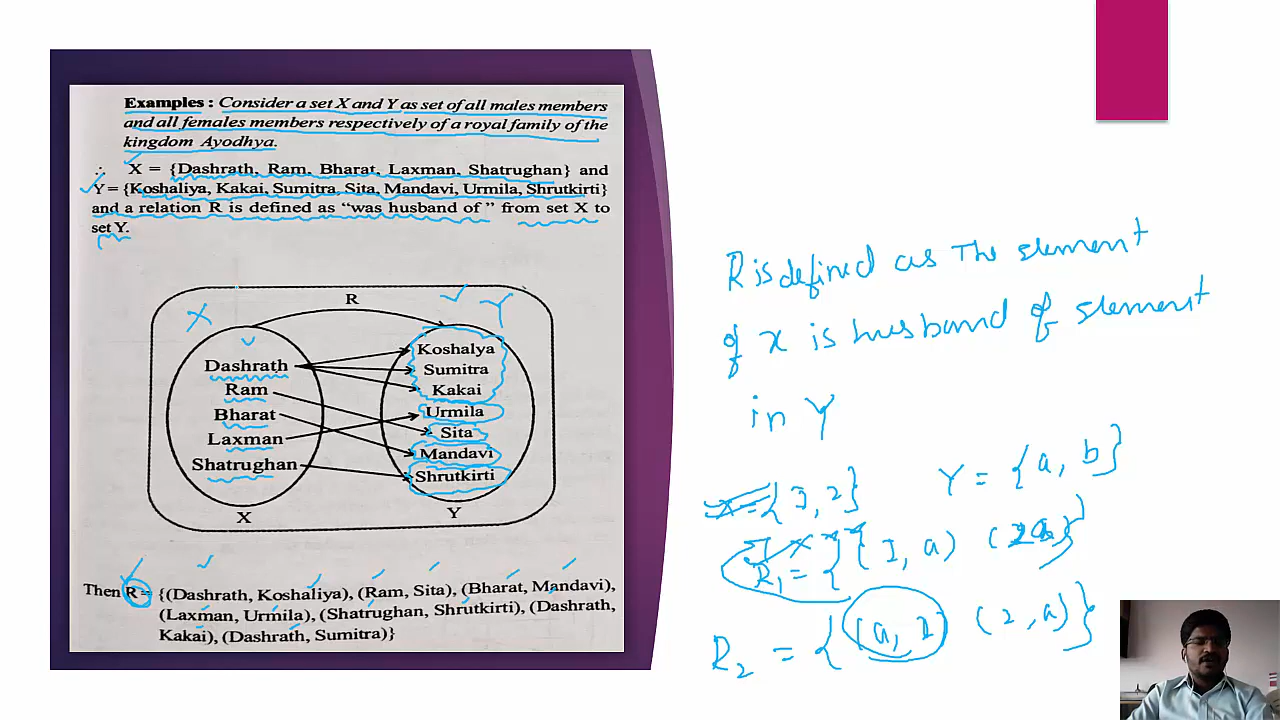 Examples : Consider a set X and Y as set of all males members
and all females members respectively of a royal family of the
kingdom Ayodhya.
∴ X = {Dashrath, Ram, Bharat, Laxman, Shatrughan} and
Y = {Koshaliya, Kakai, Sumitra, Sita, Mandavi, Urmila, Shrutkirti}
and a relation R is defined as “was husband of” from set X to
set Y.
R
X
Y
Dashrath
Ram
Bharat
Laxman
Shatrughan
Koshalya
Sumitra
Kakai
Urmila
Sita
Mandavi
Shrutkirti
X
Y
Then R = {(Dashrath, Koshaliya), (Ram, Sita), (Bharat, Mandavi),
(Laxman, Urmila), (Shatrughan, Shrutkirti), (Dashrath,
Kakai), (Dashrath, Sumitra)}
R is defined as The element
of x is husband of element
in Y
Y = {a, b}
= {1, 2}
R1 = { (1, a)
R2 = {(a, 1) (2, a)}